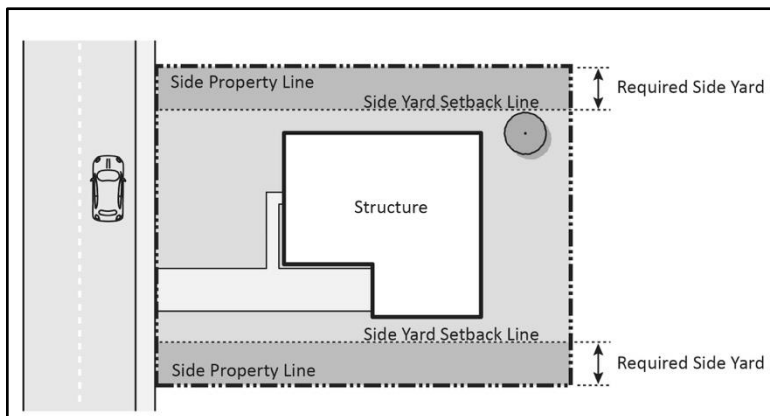 Side Property Line
Required Side Yard
Side Yard Setback Line
Structure
Side Yard Setback Line
Required Side Yard
Side Property Line